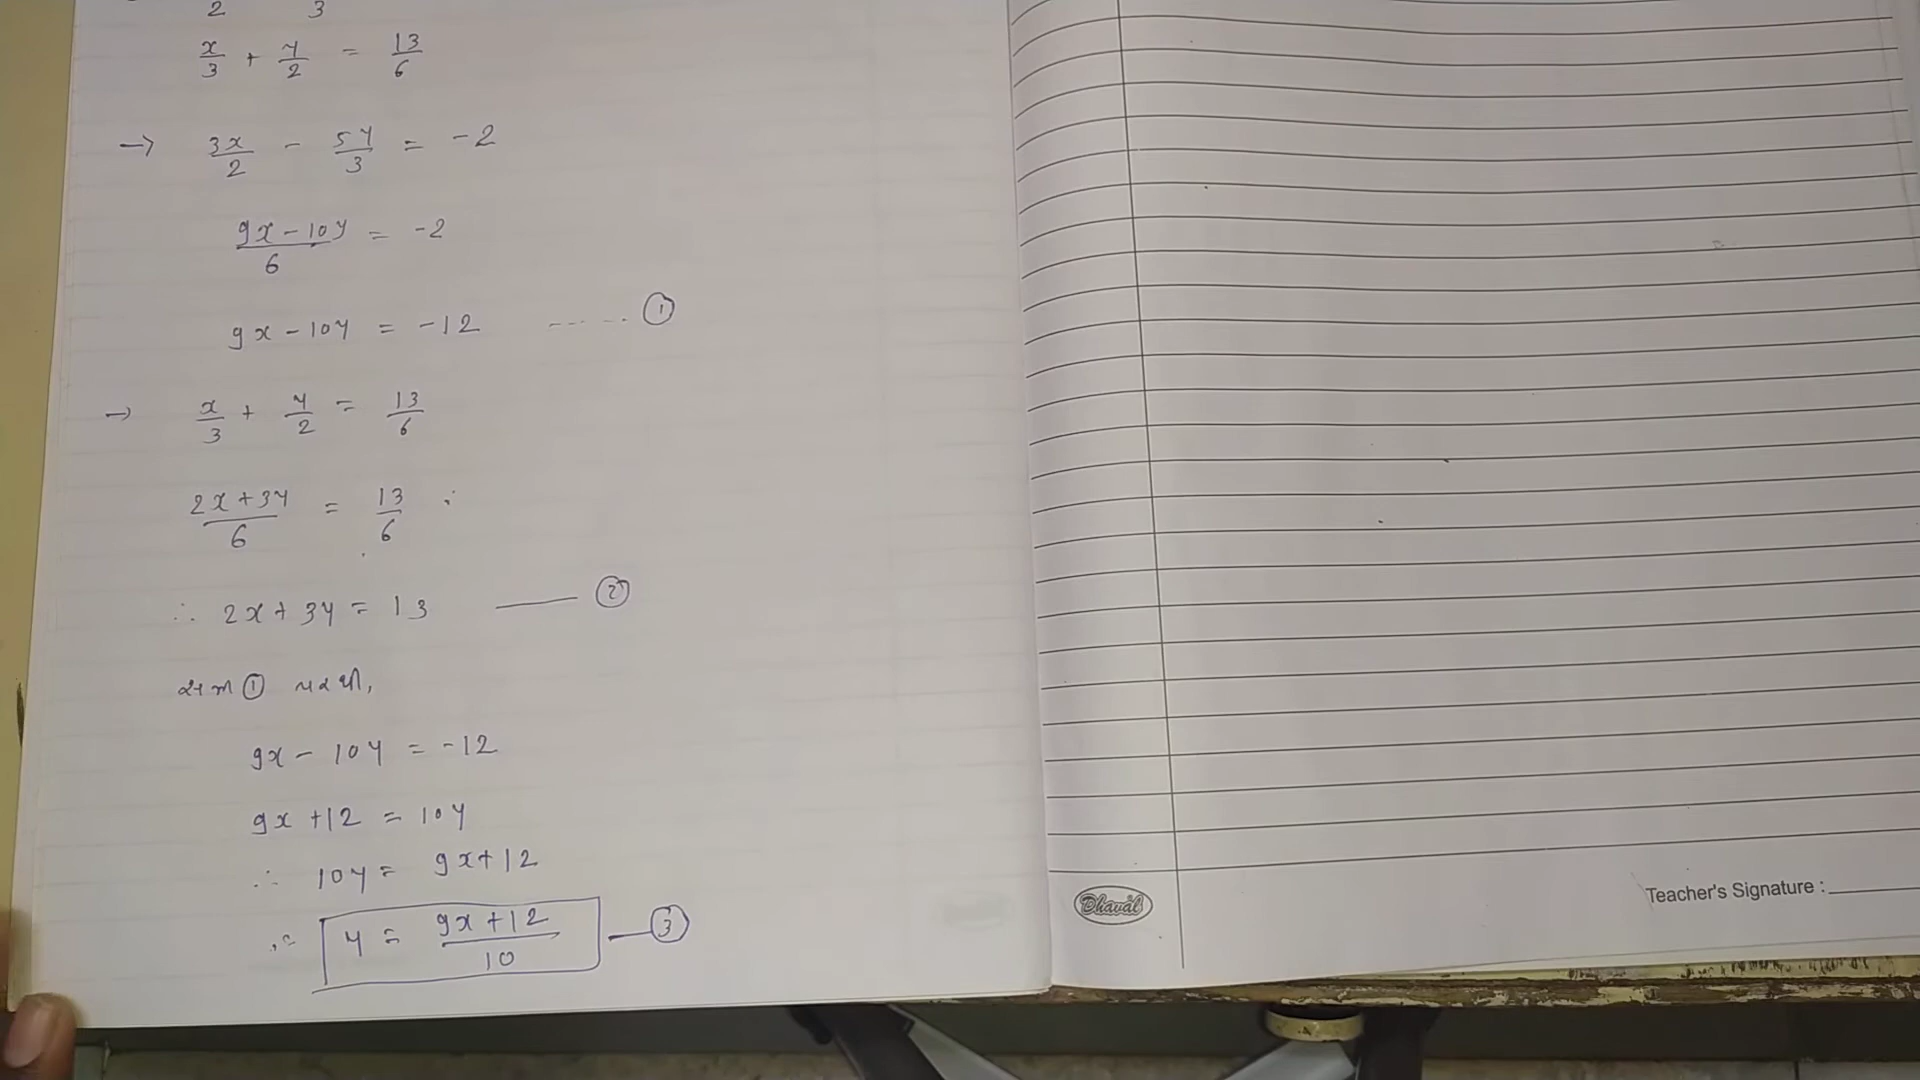 2 3
x/3 + y/2 = 13/6
→ 3x/2 - 5y/3 = -2
9x-10y/6 = -2
9x-10y = -12 ...... ①
→ x/3 + y/2 = 13/6
2x+3y/6 = 13/6
∴ 2x+3y = 13 —— ②
સમ ① પરથી,
9x - 10y = -12
9x +12 = 10y
∴ 10y = 9x+12
∴ y = 9x+12/10 — ③
Dhaval
Teacher's Signature :